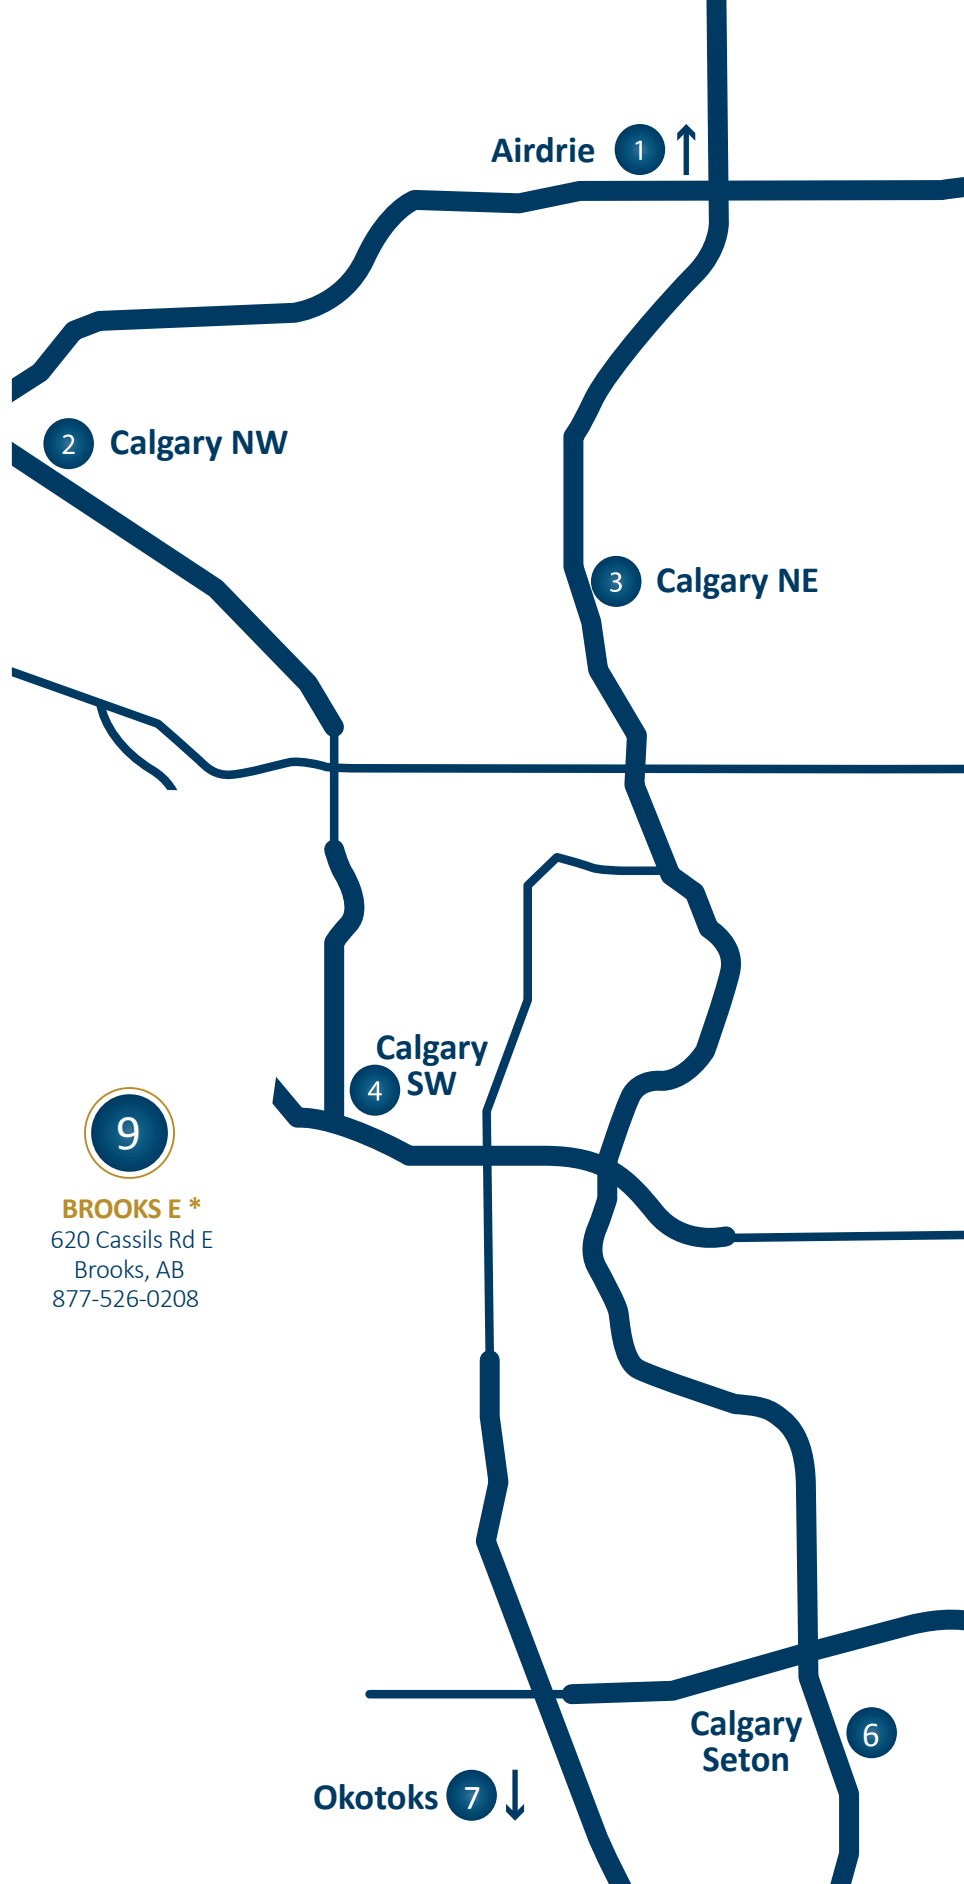 Airdrie 1 ↑
2 Calgary NW
3 Calgary NE
Calgary
4 SW
9
BROOKS E *
620 Cassils Rd E
Brooks, AB
877-526-0208
Calgary
Seton 6
Okotoks 7 ↓